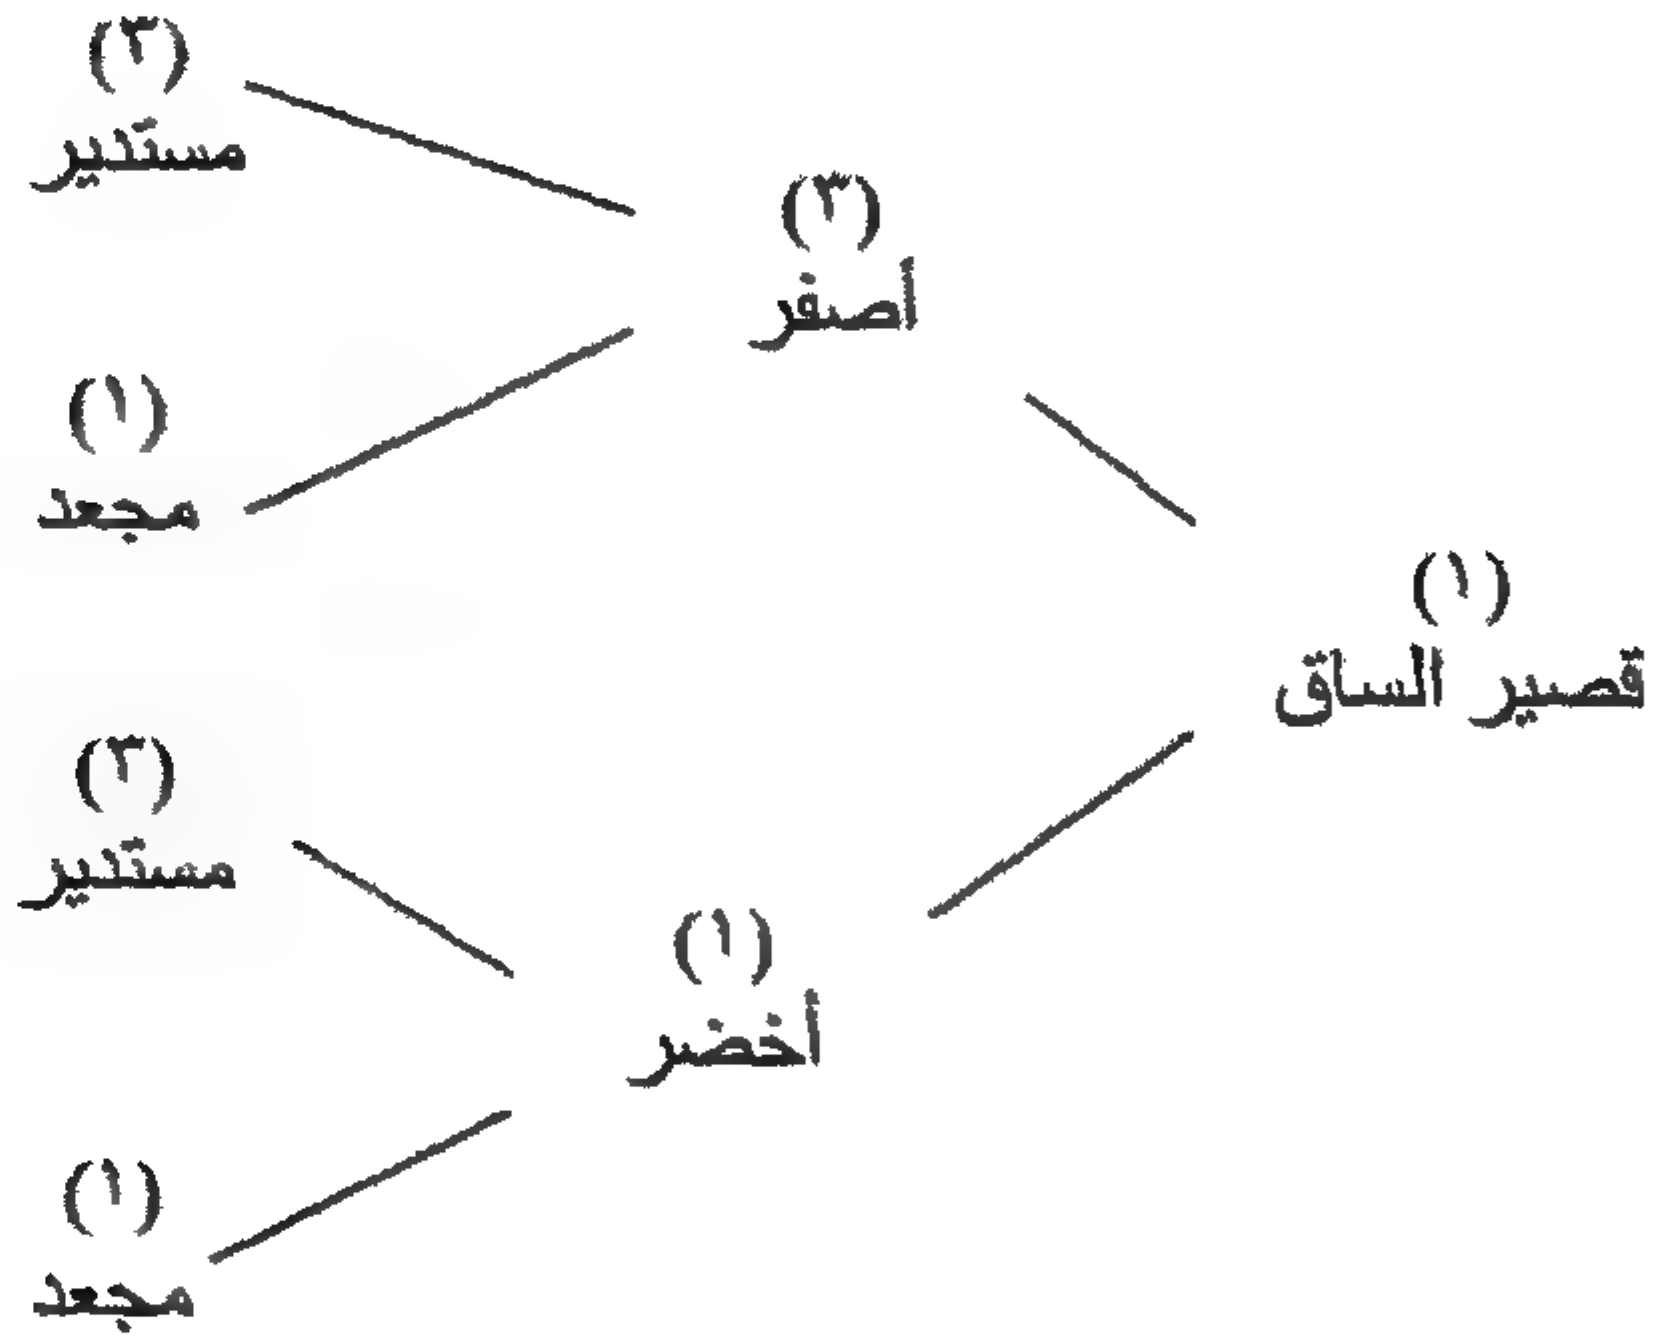 (٣)
مستدير
(٣)
أصفر
(١)
مجعد
(١)
قصير الساق
(٣)
مستدير
(١)
أخضر
(١)
مجعد